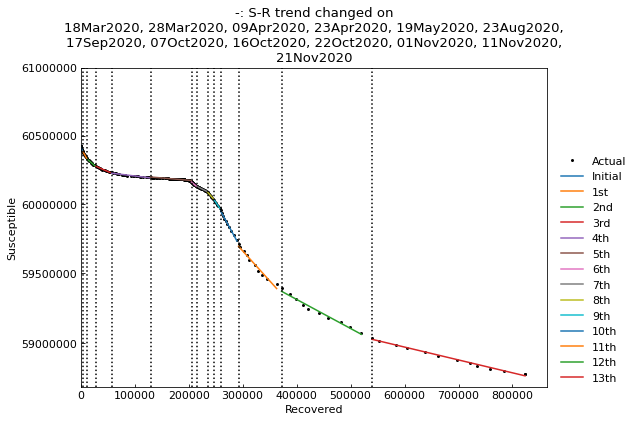 -: S-R trend changed on
18Mar2020, 28Mar2020, 09Apr2020, 23Apr2020, 19May2020, 23Aug2020,
17Sep2020, 07Oct2020, 16Oct2020, 22Oct2020, 01Nov2020, 11Nov2020,
21Nov2020
61000000
60500000
60000000
59500000
59000000
Susceptible
0 100000 200000 300000 400000 500000 600000 700000 800000
Recovered
Actual
Initial
1st
2nd
3rd
4th
5th
6th
7th
8th
9th
10th
11th
12th
13th